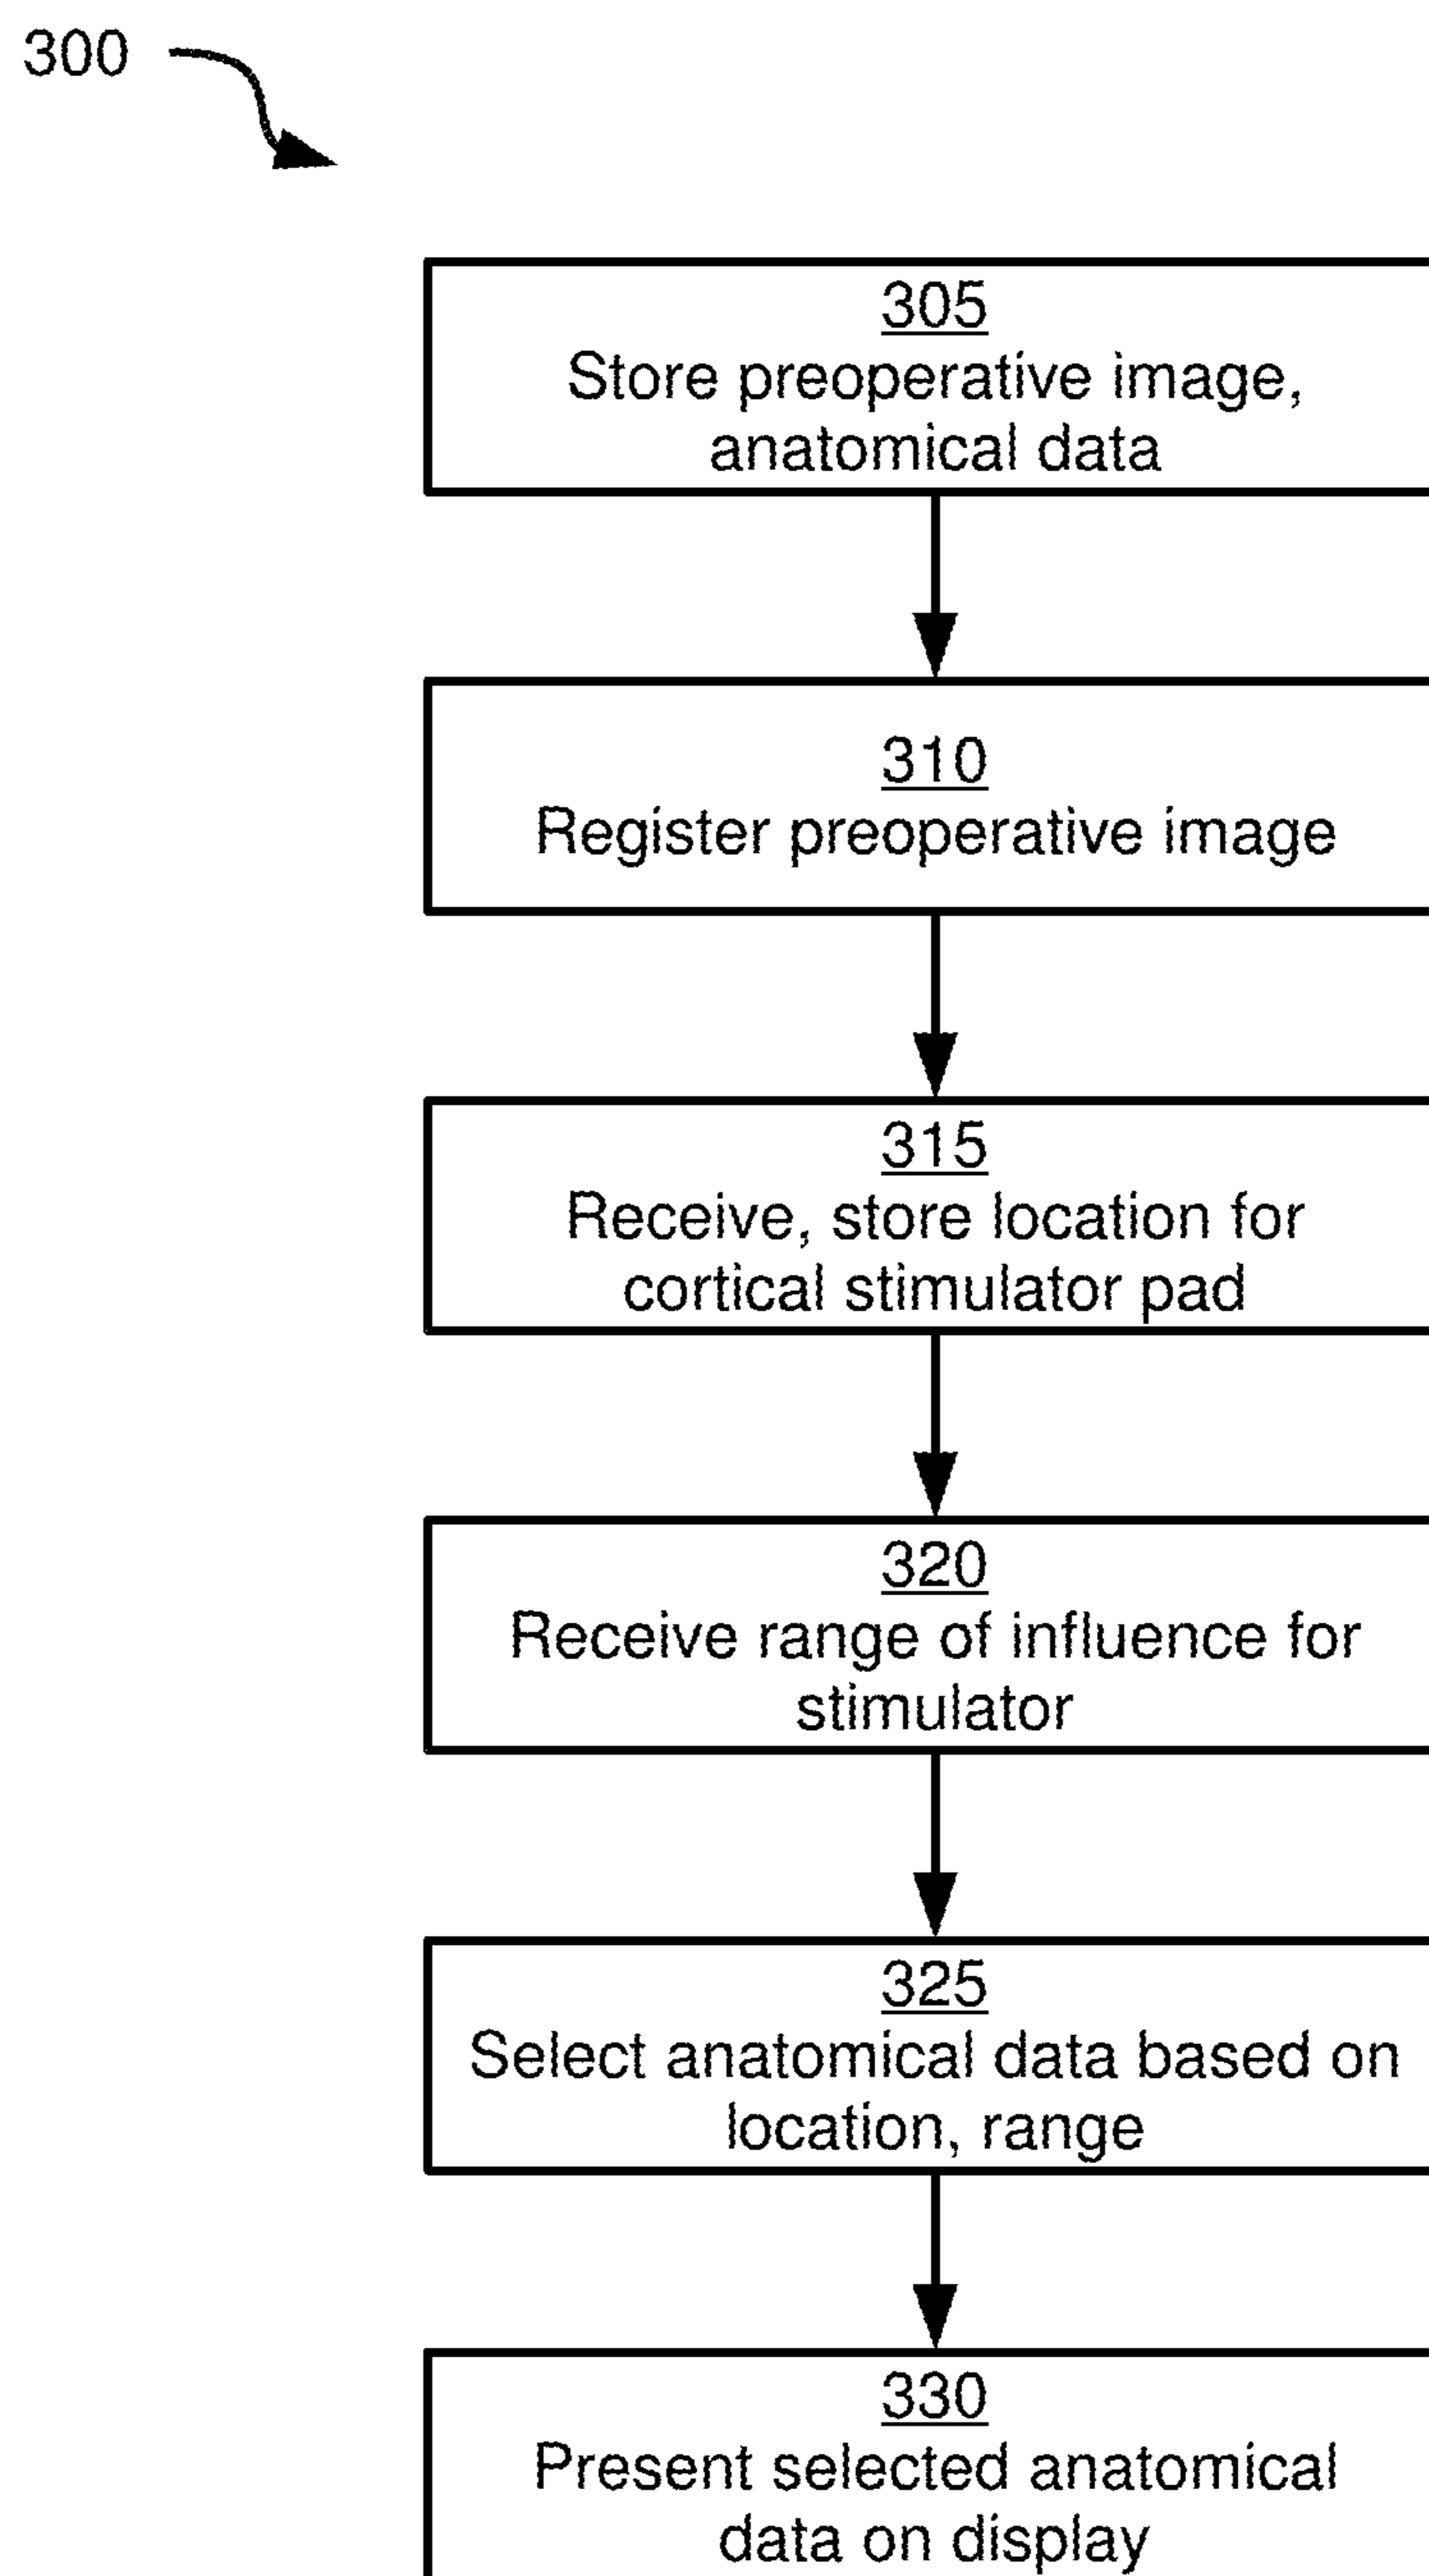 300
305
Store preoperative image,
anatomical data
310
Register preoperative image
315
Receive, store location for
cortical stimulator pad
320
Receive range of influence for
stimulator
325
Select anatomical data based on
location, range
330
Present selected anatomical
data on display